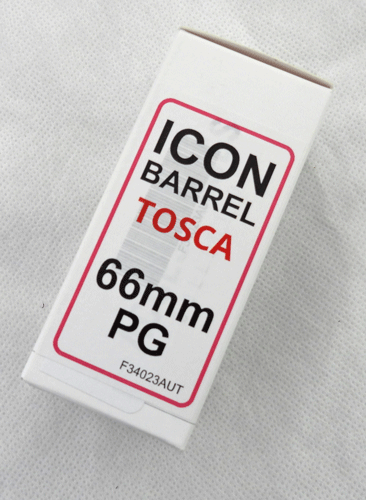 ICON
BARREL
TOSCA
66mm
PG
F34023AUT